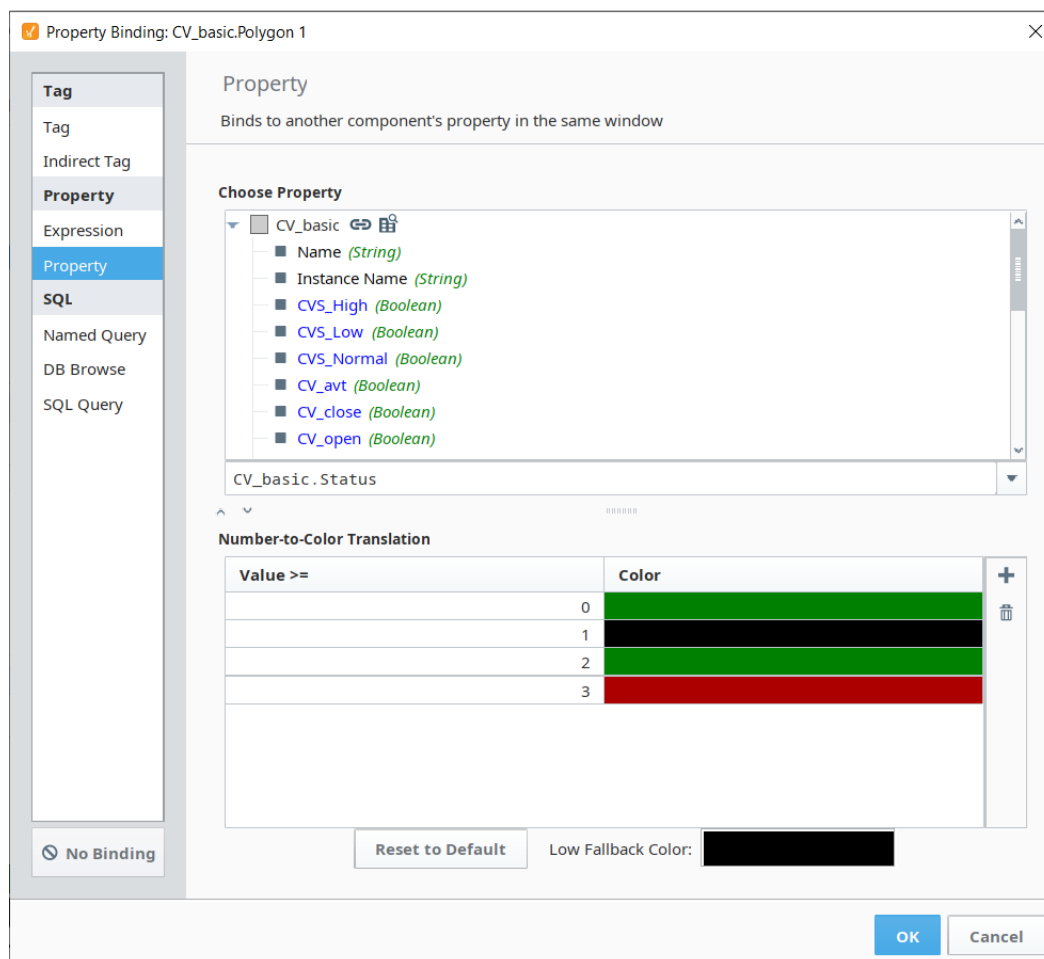 Property Binding: CV_basic.Polygon 1
Tag
Tag
Indirect Tag
Property
Expression
Property
SQL
Named Query
DB Browse
SQL Query
No Binding
Property
Binds to another component's property in the same window
Choose Property
CV_basic
Name (String)
Instance Name (String)
CVS_High (Boolean)
CVS_Low (Boolean)
CVS_Normal (Boolean)
CV_avt (Boolean)
CV_close (Boolean)
CV_open (Boolean)
CV_basic.Status
Number-to-Color Translation
Value >= Color
0
1
2
3
Reset to Default Low Fallback Color:
OK Cancel